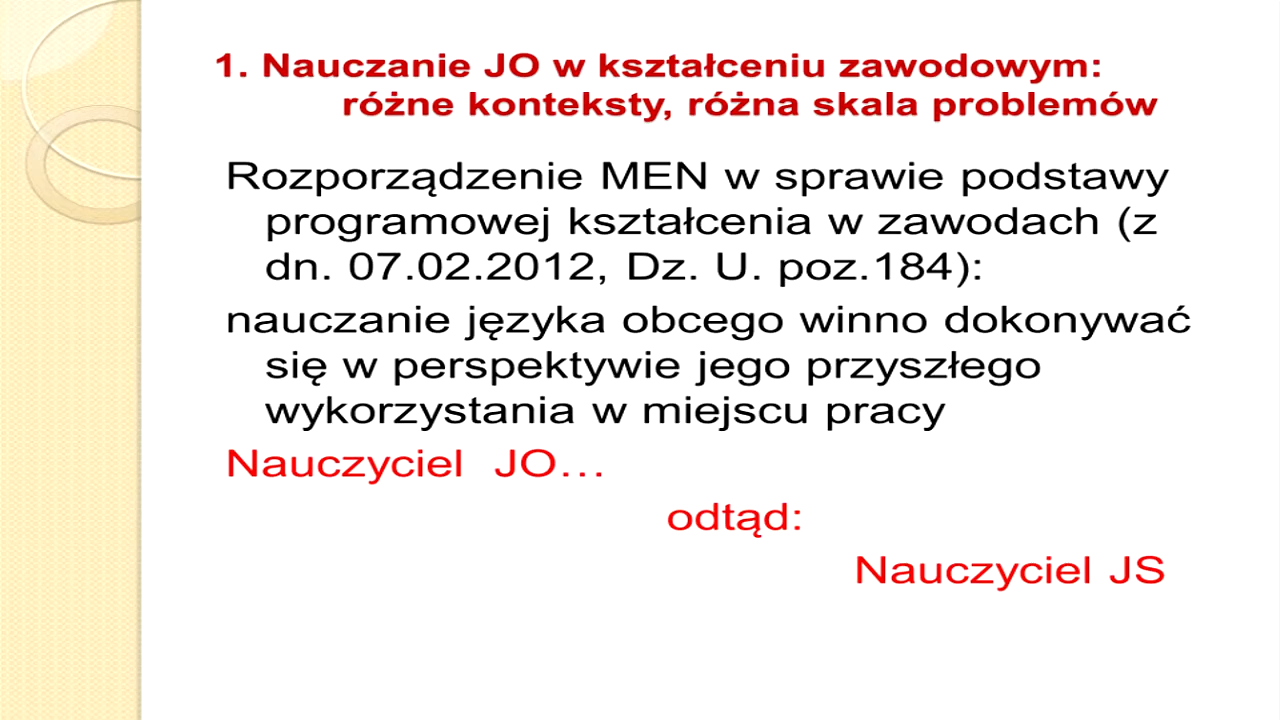 1. Nauczanie JO w kształceniu zawodowym:
różne konteksty, różna skala problemów
Rozporządzenie MEN w sprawie podstawy
programowej kształcenia w zawodach (z
dn. 07.02.2012, Dz. U. poz.184):
nauczanie języka obcego winno dokonywać
się w perspektywie jego przyszłego
wykorzystania w miejscu pracy
Nauczyciel JO…
odtąd:
Nauczyciel JS